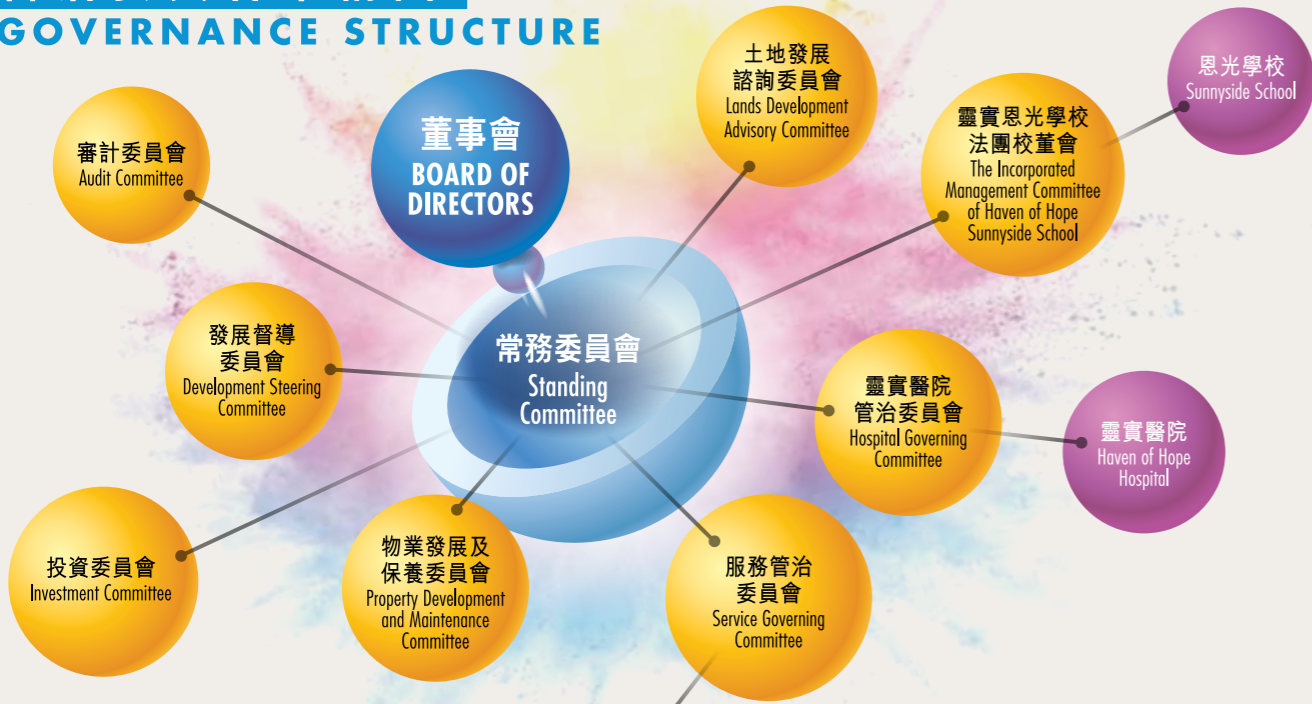 GOVERNANCE STRUCTURE
董事會
BOARD OF
DIRECTORS
常務委員會
Standing
Committee
審計委員會
Audit Committee
發展督導
委員會
Development Steering
Committee
投資委員會
Investment Committee
物業發展及
保養委員會
Property Development
and Maintenance
Committee
服務管治
委員會
Service Governing
Committee
土地發展
諮詢委員會
Lands Development
Advisory Committee
靈實恩光學校
法團校董會
The Incorporated
Management Committee
of Haven of Hope
Sunnyside School
恩光學校
Sunnyside School
靈實醫院
管治委員會
Hospital Governing
Committee
靈實醫院
Haven of Hope
Hospital